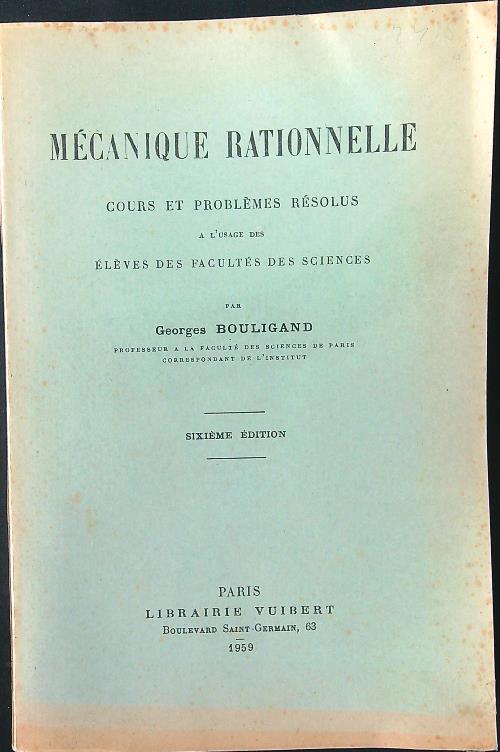 MÉCANIQUE RATIONNELLE
COURS ET PROBLÈMES RÉSOLUS
A L'USAGE DES
ÉLÈVES DES FACULTÉS DES SCIENCES
PAR
Georges BOULIGAND
PROFESSEUR A LA FACULTÉ DES SCIENCES DE PARIS
CORRESPONDANT DE L'INSTITUT
SIXIÈME ÉDITION
PARIS
LIBRAIRIE VUIBERT
BOULEVARD SAINT-GERMAIN, 63
1959